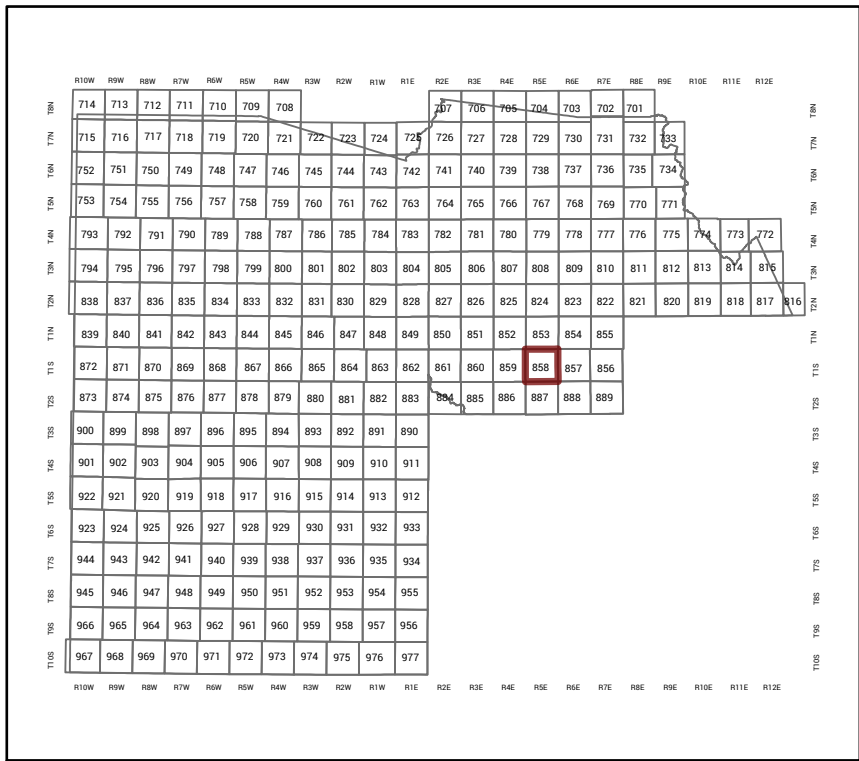 R10W R9W R8W R7W R6W R5W R4W R3W R2W R1W R1E R2E R3E R4E R5E R6E R7E R8E R9E R10E R11E R12E
T8N 714 713 712 711 710 709 708 707 706 705 704 703 702 701 T8N
T7N 715 716 717 718 719 720 721 722 723 724 725 726 727 728 729 730 731 732 733 T7N
T6N 752 751 750 749 748 747 746 745 744 743 742 741 740 739 738 737 736 735 734 T6N
T5N 753 754 755 756 757 758 759 760 761 762 763 764 765 766 767 768 769 770 771 T5N
T4N 793 792 791 790 789 788 787 786 785 784 783 782 781 780 779 778 777 776 775 774 773 772 T4N
T3N 794 795 796 797 798 799 800 801 802 803 804 805 806 807 808 809 810 811 812 813 814 815 T3N
T2N 838 837 836 835 834 833 832 831 830 829 828 827 826 825 824 823 822 821 820 819 818 817 816 T2N
T1N 839 840 841 842 843 844 845 846 847 848 849 850 851 852 853 854 855 T1N
T1S 872 871 870 869 868 867 866 865 864 863 862 861 860 859 858 857 856 T1S
T2S 873 874 875 876 877 878 879 880 881 882 883 884 885 886 887 888 889 T2S
T3S 900 899 898 897 896 895 894 893 892 891 890 T3S
T4S 901 902 903 904 905 906 907 908 909 910 911 T4S
T5S 922 921 920 919 918 917 916 915 914 913 912 T5S
T6S 923 924 925 926 927 928 929 930 931 932 933 T6S
T7S 944 943 942 941 940 939 938 937 936 935 934 T7S
T8S 945 946 947 948 949 950 951 952 953 954 955 T8S
T9S 966 965 964 963 962 961 960 959 958 957 956 T9S
T10S 967 968 969 970 971 972 973 974 975 976 977 T10S
R10W R9W R8W R7W R6W R5W R4W R3W R2W R1W R1E R2E R3E R4E R5E R6E R7E R8E R9E R10E R11E R12E